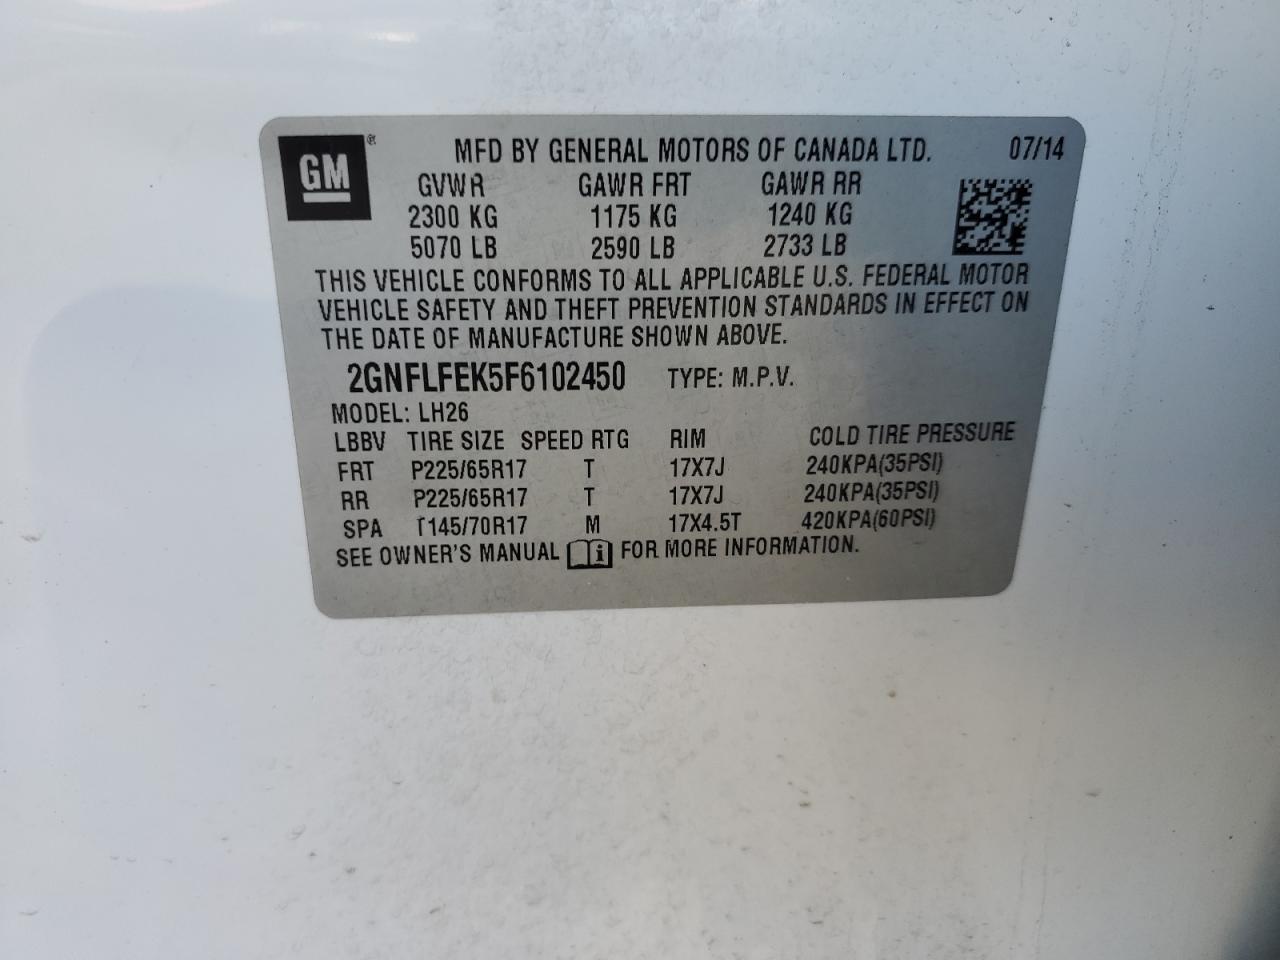 GM® MFD BY GENERAL MOTORS OF CANADA LTD. 07/14
GVWR GAWR FRT GAWR RR
2300 KG 1175 KG 1240 KG
5070 LB 2590 LB 2733 LB
THIS VEHICLE CONFORMS TO ALL APPLICABLE U.S. FEDERAL MOTOR
VEHICLE SAFETY AND THEFT PREVENTION STANDARDS IN EFFECT ON
THE DATE OF MANUFACTURE SHOWN ABOVE.
2GNFLFEK5F6102450 TYPE: M.P.V.
MODEL: LH26
LBBV TIRE SIZE SPEED RTG RIM COLD TIRE PRESSURE
FRT P225/65R17 T 17X7J 240KPA(35PSI)
RR P225/65R17 T 17X7J 240KPA(35PSI)
SPA T145/70R17 M 17X4.5T 420KPA(60PSI)
SEE OWNER'S MANUAL FOR MORE INFORMATION.